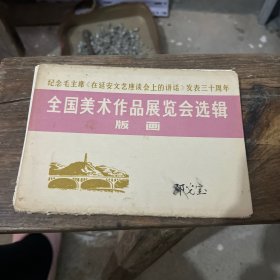 纪念毛主席《在延安文艺座谈会上的讲话》发表三十周年
全国美术作品展览会选辑
版画